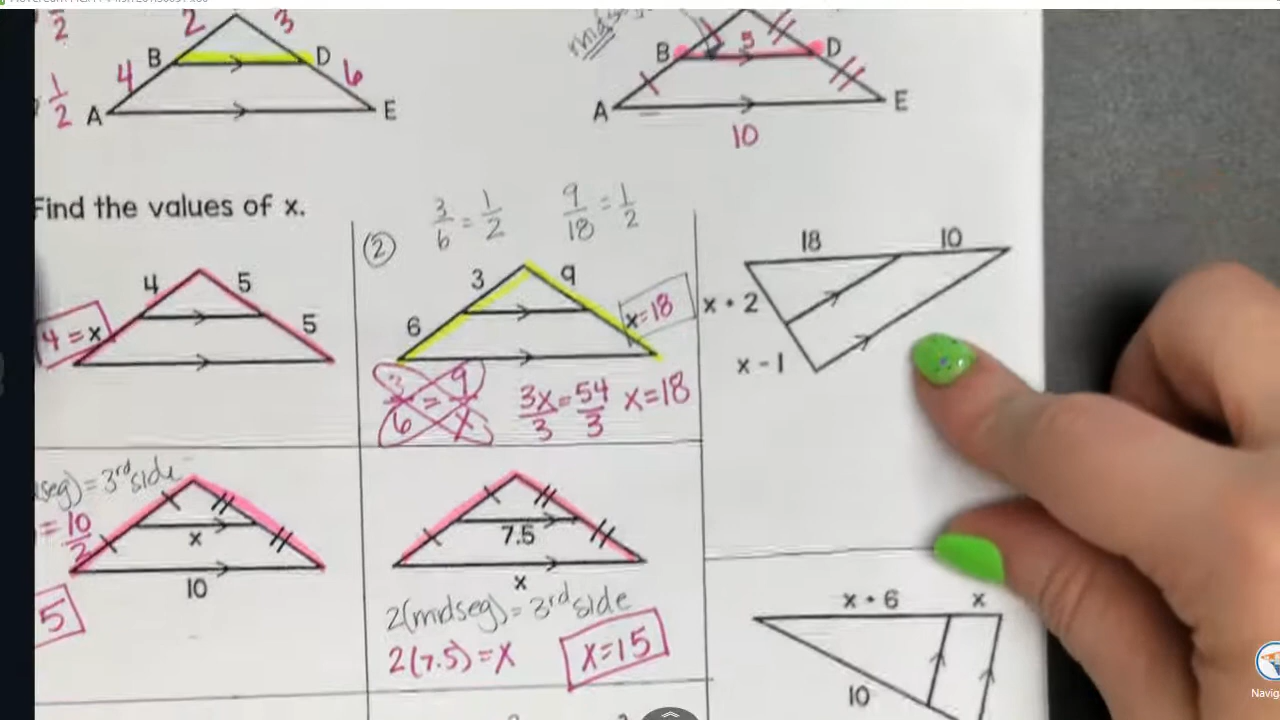 1/2
2 3
B D
4 6
1/2
A E
B 5 D
A E
10
Find the values of x.
4 5
4 = x 5
2
3/6 = 1/2 9/18 = 1/2
3 9
6 x=18
3/6 = 9/x 3x/3 = 54/3 x=18
18 10
x + 2
x - 1
seg) = 3rd side
= 10/2
x
10
5
7.5
x
2(midseg) = 3rd side
2(7.5) = x x=15
x + 6 x
10
Naviga